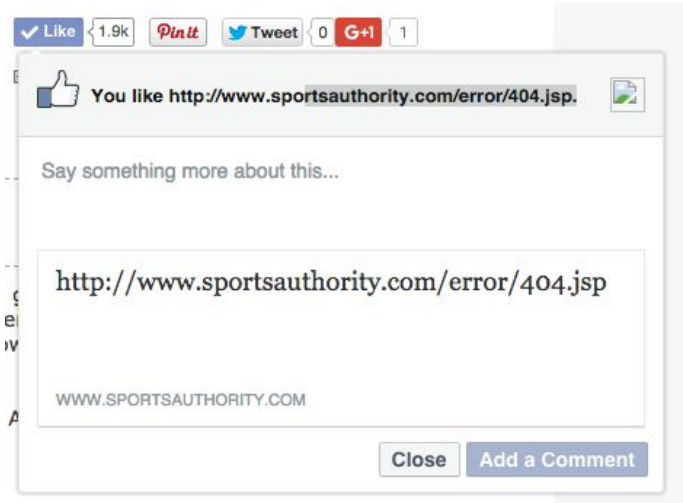 Like 1.9k Pin it Tweet 0 G+1 1
You like http://www.sportsauthority.com/error/404.jsp.
Say something more about this...
http://www.sportsauthority.com/error/404.jsp
WWW.SPORTSAUTHORITY.COM
Close Add a Comment